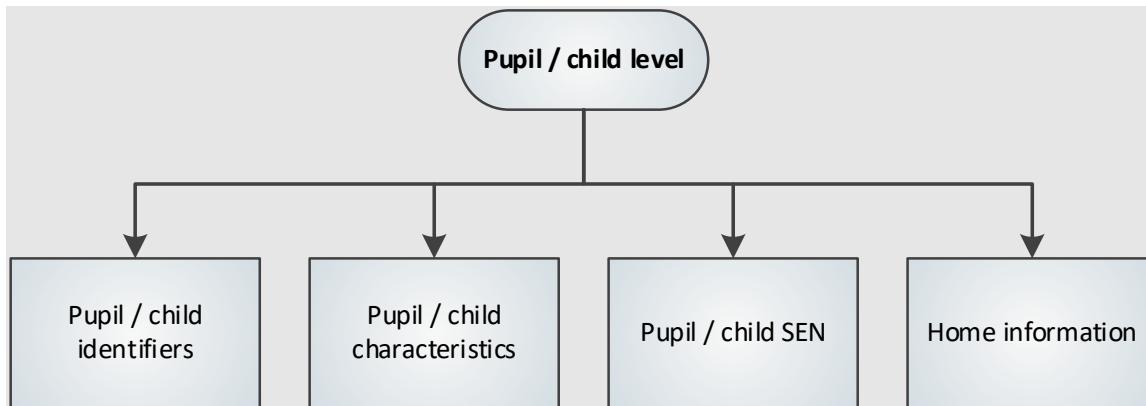 Pupil / child level
Pupil / child
identifiers
Pupil / child
characteristics
Pupil / child SEN
Home information